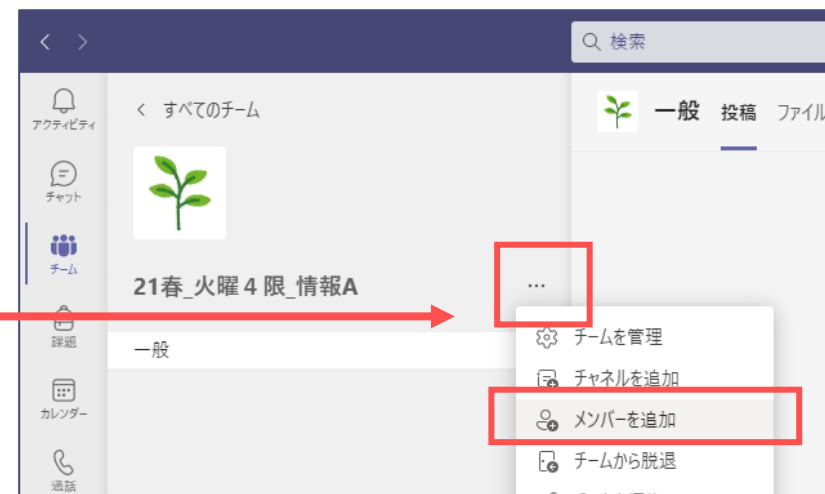 検索
アクティビティ
チャット
チーム
課題
カレンダー
通話
すべてのチーム
21春_火曜４限_情報A
…
一般
一般 投稿 ファイル
チームを管理
チャネルを追加
メンバーを追加
チームから脱退